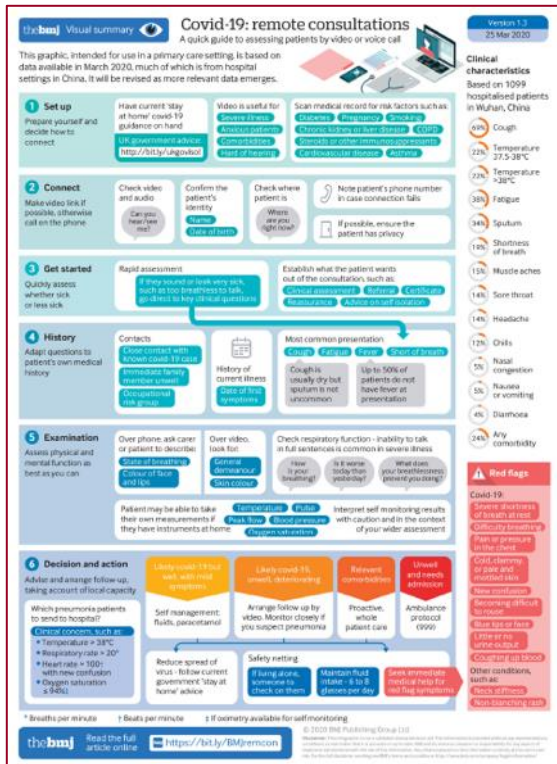 thebmj Visual summary
Covid-19: remote consultations
A quick guide to assessing patients by video or voice call
Version 1.3
25 Mar 2020
This graphic, intended for use in a primary care setting, is based on
data available in March 2020, much of which is from hospital
settings in China. It will be revised as more relevant data emerges.
Clinical
characteristics
Based on 1099
hospitalised patients
in Wuhan, China
69% Cough
22% Temperature
37.5-38°C
22% Temperature
>38°C
38% Fatigue
34% Sputum
19% Shortness
of breath
15% Muscle aches
14% Sore throat
14% Headache
12% Chills
5% Nasal
congestion
5% Nausea
or vomiting
4% Diarrhoea
24% Any
comorbidity
1 Set up
Prepare yourself and
decide how to
connect
Have current 'stay
at home' covid-19
guidance on hand
UK government advice:
http://bit.ly/ukgovisol
Video is useful for
Severe illness
Anxious patients
Comorbidities
Hard of hearing
Scan medical record for risk factors such as:
Diabetes Pregnancy Smoking
Chronic kidney or liver disease COPD
Steroids or other immunosuppressants
Cardiovascular disease Asthma
2 Connect
Make video link if
possible, otherwise
call on the phone
Check video
and audio
Can you
hear/see
me?
Confirm the
patient's
identity
Name
Date of birth
Check where
patient is
Where
are you
right now?
Note patient's phone number
in case connection fails
If possible, ensure the
patient has privacy
3 Get started
Quickly assess
whether sick
or less sick
Rapid assessment
If they sound or look very sick,
such as too breathless to talk,
go direct to key clinical questions
Establish what the patient wants
out of the consultation, such as:
Clinical assessment Referral Certificate
Reassurance Advice on self isolation
4 History
Adapt questions to
patient's own medical
history
Contacts
Close contact with
known covid-19 case
Immediate family
member unwell
Occupational
risk group
History of
current illness
Date of first
symptoms
Most common presentation
Cough Fatigue Fever Short of breath
Cough is
usually dry but
sputum is not
uncommon
Up to 50% of
patients do not
have fever at
presentation
5 Examination
Assess physical and
mental function as
best as you can
Over phone, ask carer
or patient to describe:
State of breathing
Colour of face
and lips
Over video,
look for:
General
demeanour
Skin colour
Check respiratory function - inability to talk
in full sentences is common in severe illness
How
is your
breathing?
Is it worse
today than
yesterday?
What does
your breathlessness
prevent you doing?
Patient may be able to take
their own measurements if
they have instruments at home
Temperature Pulse
Peak flow Blood pressure
Oxygen saturation
Interpret self monitoring results
with caution and in the context
of your wider assessment
6 Decision and action
Advise and arrange follow-up,
taking account of local capacity
Which pneumonia patients
to send to hospital?
Clinical concern, such as:
• Temperature > 38°C
• Respiratory rate > 20*
• Heart rate > 100†
with new confusion
• Oxygen saturation
≤ 94%‡
Likely covid-19 but
well, with mild
symptoms
Self management:
fluids, paracetamol
Likely covid-19,
unwell, deteriorating
Arrange follow up by
video. Monitor closely if
you suspect pneumonia
Relevant
comorbidities
Proactive,
whole
patient care
Unwell and
needs
admission
Ambulance
protocol
(999)
Reduce spread of
virus - follow current
government 'stay at
home' advice
Safety netting
If living alone,
someone to
check on them
Maintain fluid
intake - 6 to 8
glasses per day
Seek immediate
medical help for
red flag symptoms
Red flags
Covid-19:
Severe shortness
of breath at rest
Difficulty breathing
Pain or pressure
in the chest
Cold, clammy,
or pale and
mottled skin
New confusion
Becoming difficult
to rouse
Blue lips or face
Little or no
urine output
Coughing up blood
Other conditions,
such as:
Neck stiffness
Non-blanching rash
* Breaths per minute † Beats per minute ‡ If oximetry available for self monitoring
thebmj Read the full
article online
https://bit.ly/BMJremcon
© 2020 BMJ Publishing Group Ltd